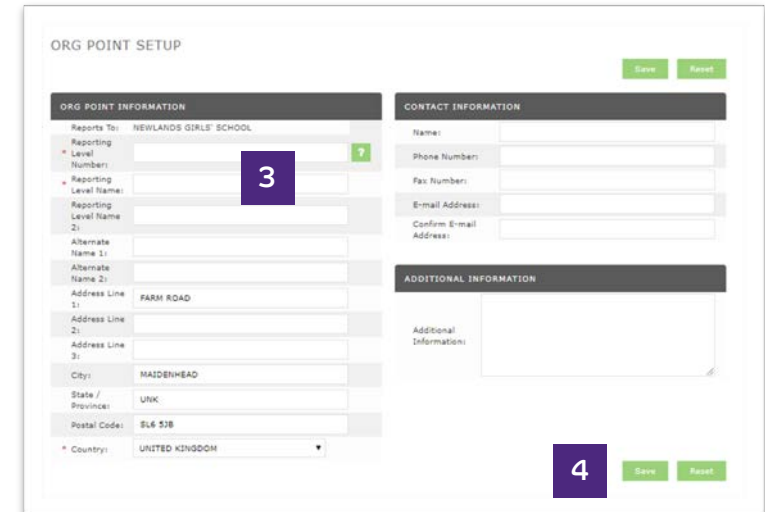 ORG POINT SETUP
Save Reset
ORG POINT INFORMATION
Reports To: NEWLANDS GIRLS' SCHOOL
* Reporting
Level
Number:
?
3
* Reporting
Level Name:
Reporting
Level Name
2:
Alternate
Name 1:
Alternate
Name 2:
Address Line
1:
FARM ROAD
Address Line
2:
Address Line
3:
City: MAIDENHEAD
State /
Province:
UNK
Postal Code: SL6 5JB
* Country: UNITED KINGDOM
CONTACT INFORMATION
Name:
Phone Number:
Fax Number:
E-mail Address:
Confirm E-mail
Address:
ADDITIONAL INFORMATION
Additional
Information:
4
Save Reset